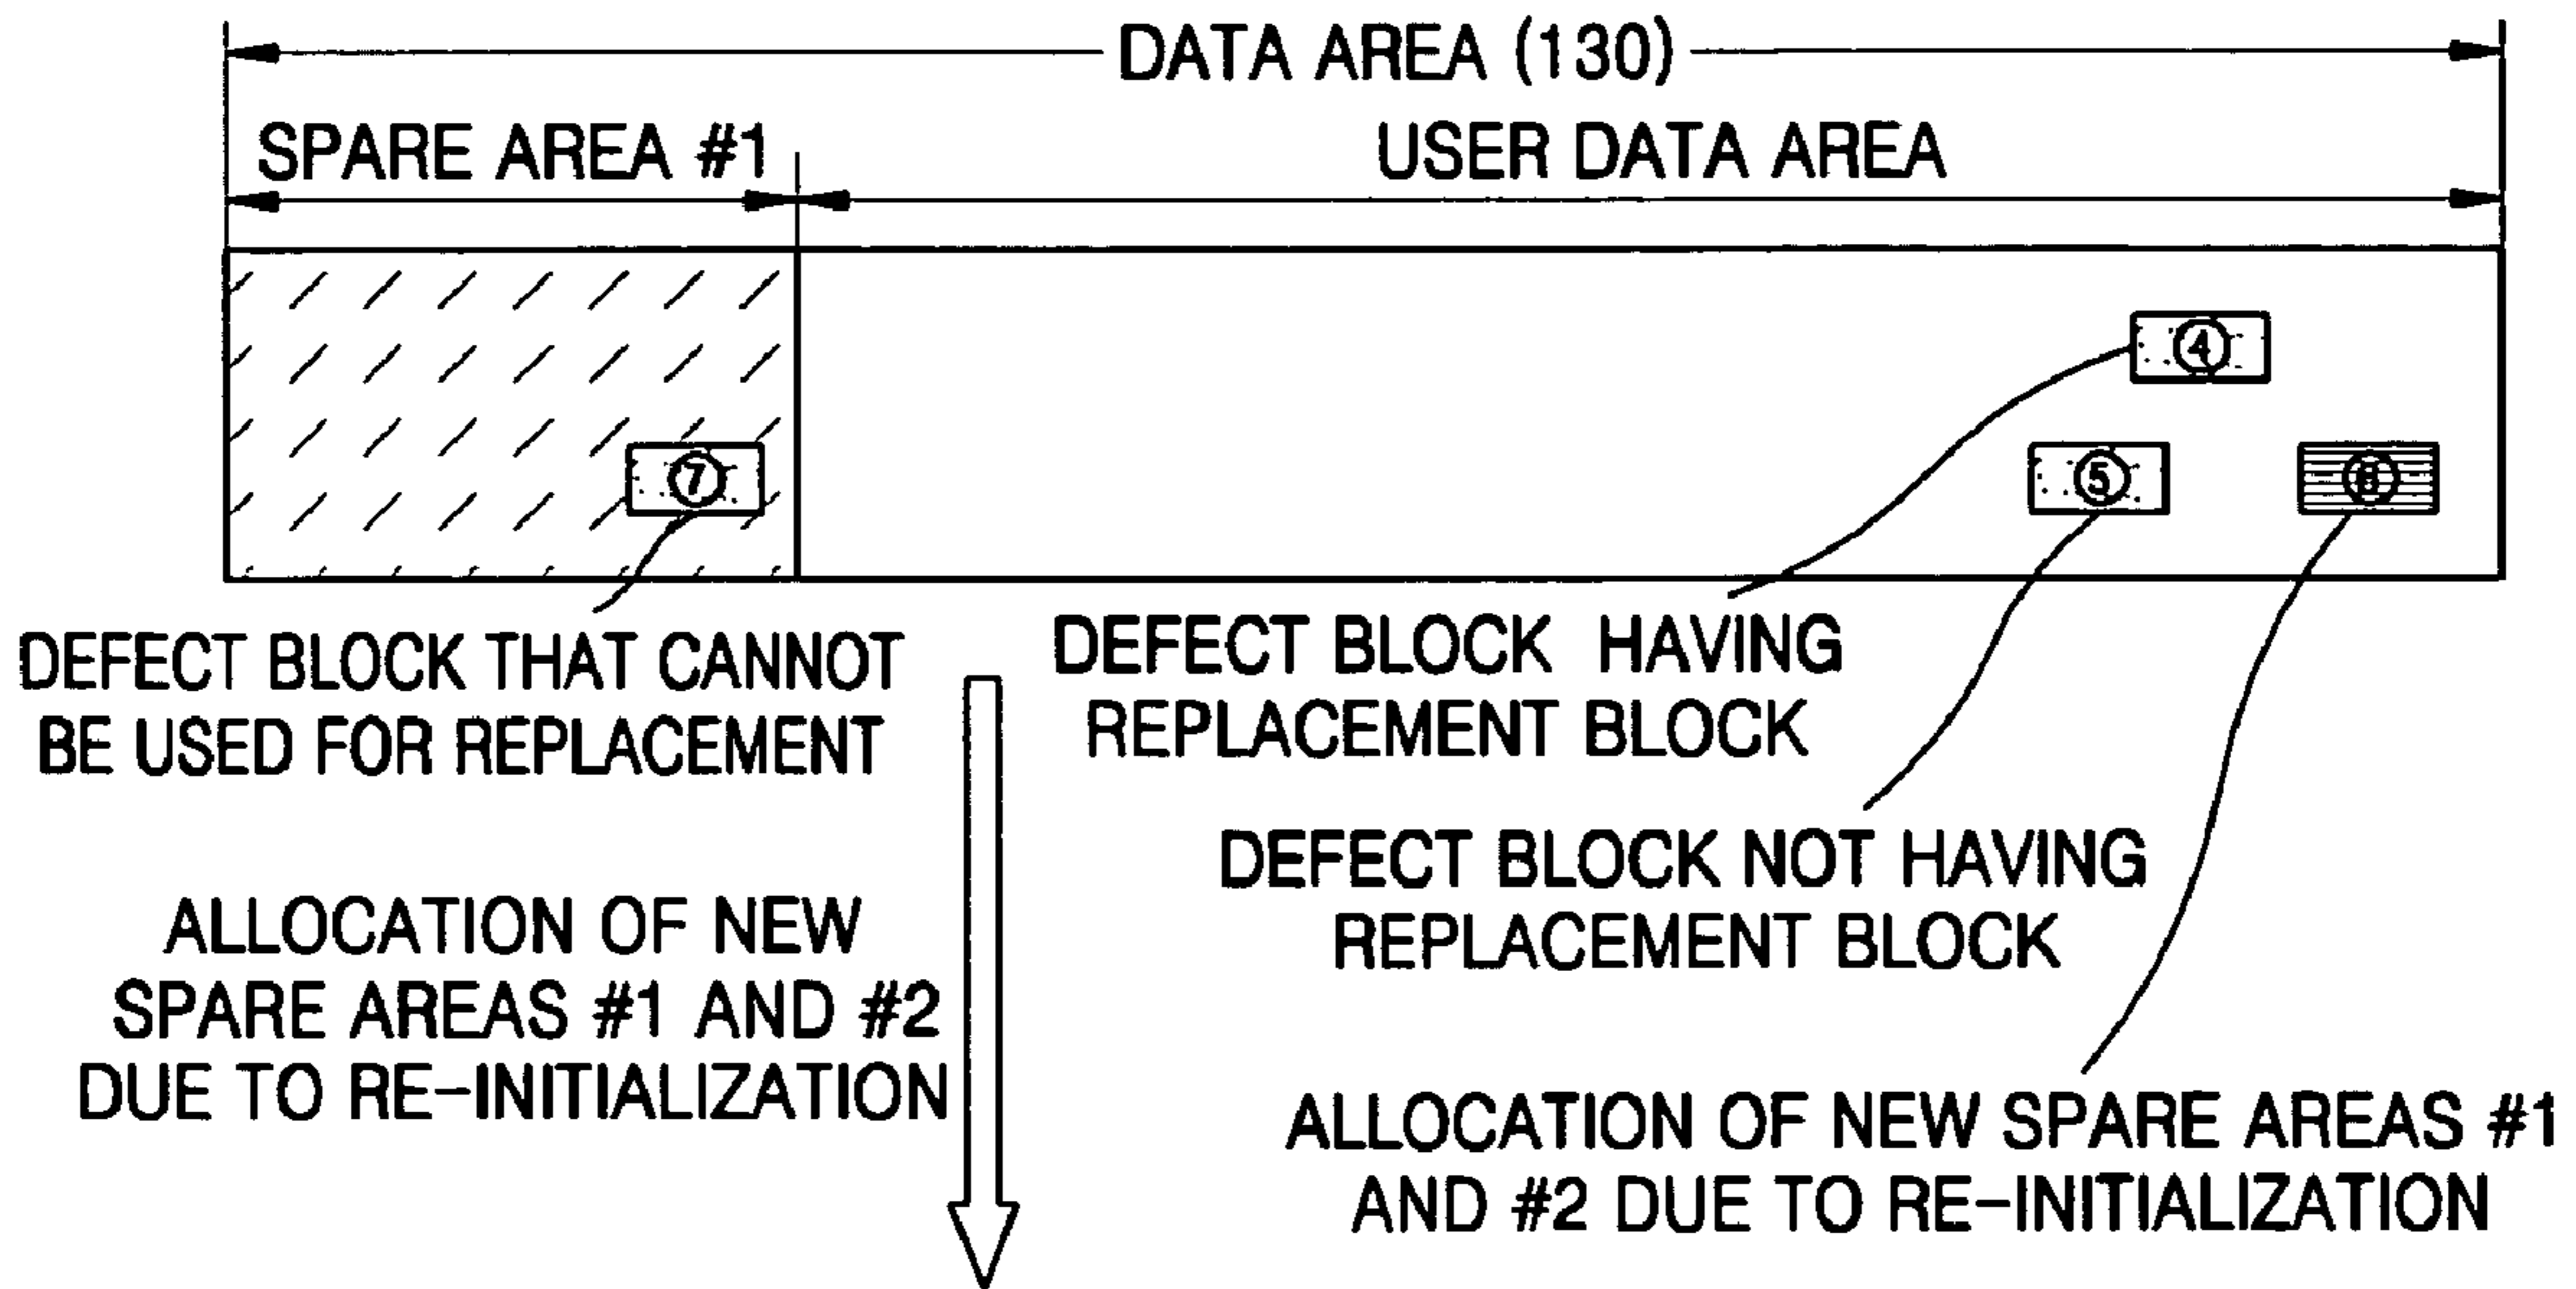 DATA AREA (130)
SPARE AREA #1
USER DATA AREA
④
⑦
⑤
DEFECT BLOCK THAT CANNOT
BE USED FOR REPLACEMENT
DEFECT BLOCK HAVING
REPLACEMENT BLOCK
DEFECT BLOCK NOT HAVING
REPLACEMENT BLOCK
ALLOCATION OF NEW
SPARE AREAS #1 AND #2
DUE TO RE-INITIALIZATION
ALLOCATION OF NEW SPARE AREAS #1
AND #2 DUE TO RE-INITIALIZATION